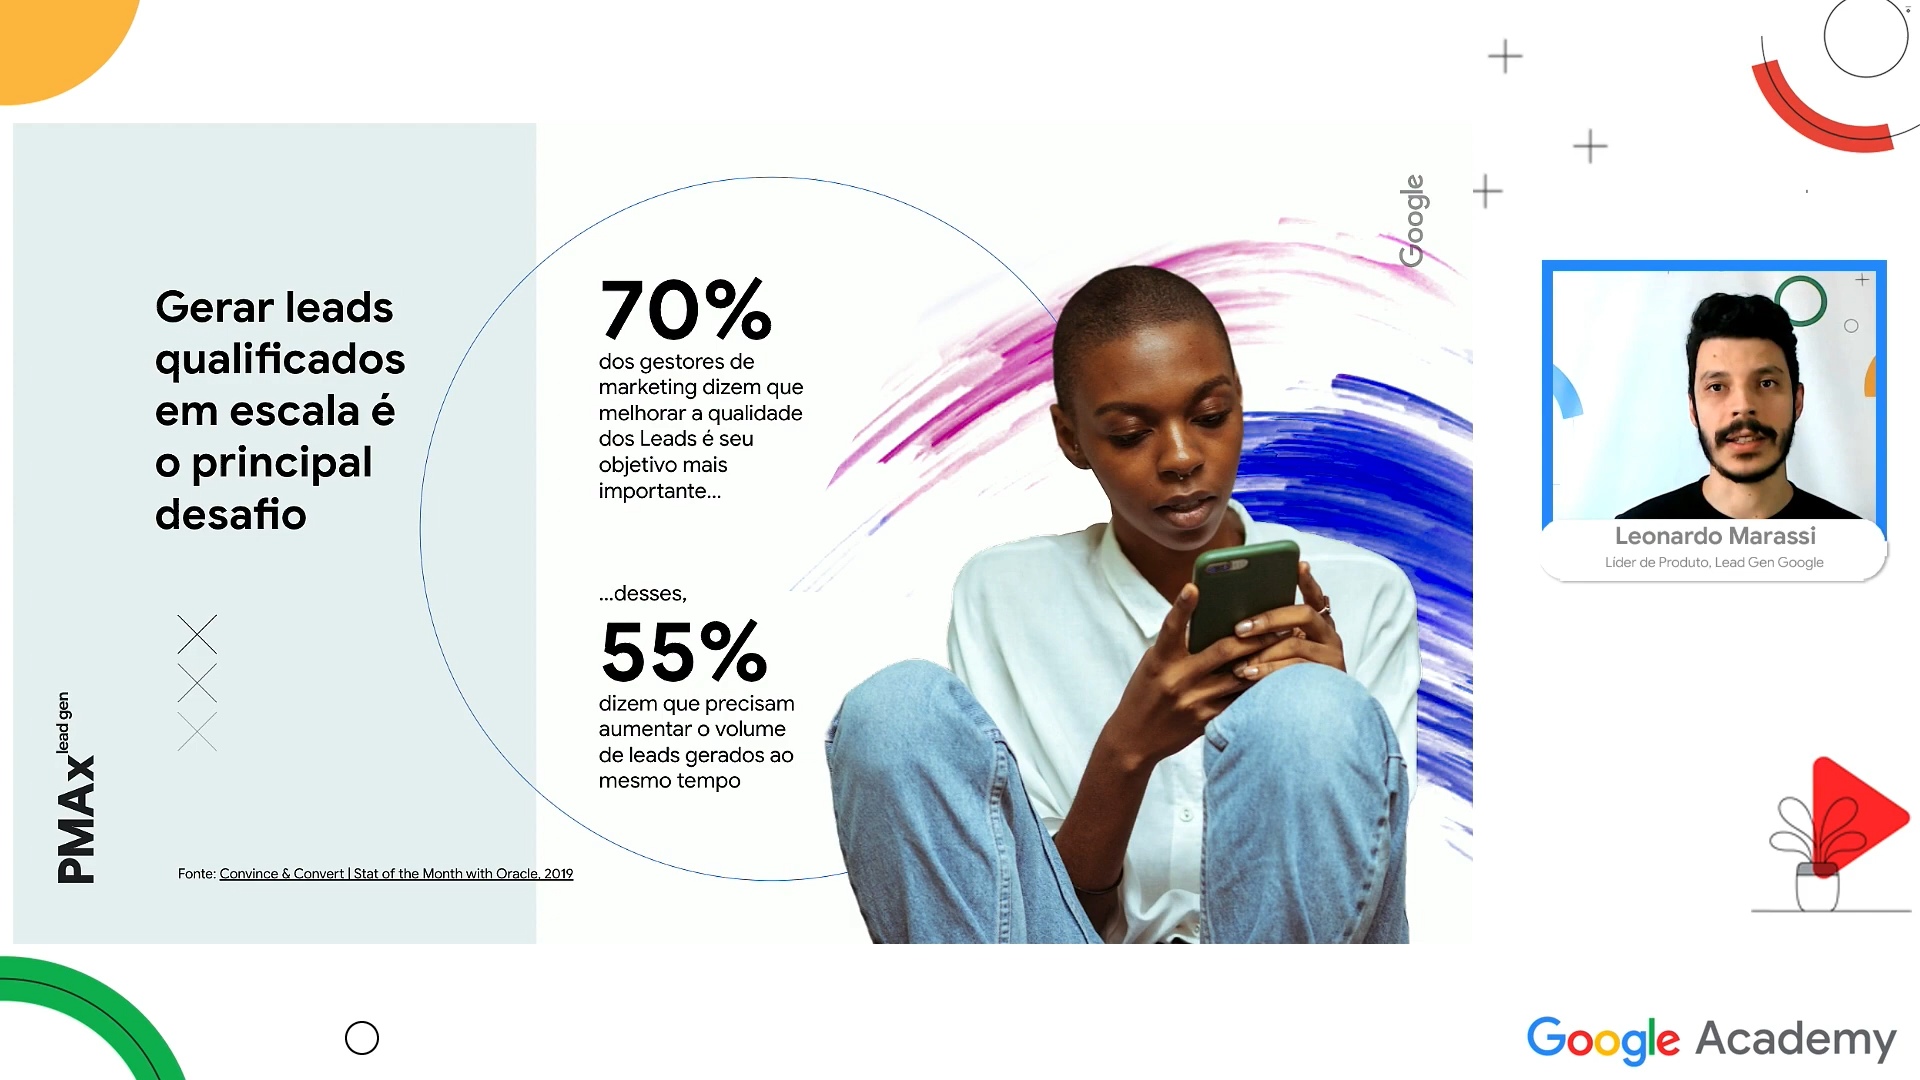 Gerar leads
qualificados
em escala é
o principal
desafio
PMAx lead gen
Fonte: Convince & Convert | Stat of the Month with Oracle, 2019
70%
dos gestores de
marketing dizem que
melhorar a qualidade
dos Leads é seu
objetivo mais
importante...
...desses,
55%
dizem que precisam
aumentar o volume
de leads gerados ao
mesmo tempo
Google
Leonardo Marassi
Lider de Produto, Lead Gen Google
Google Academy